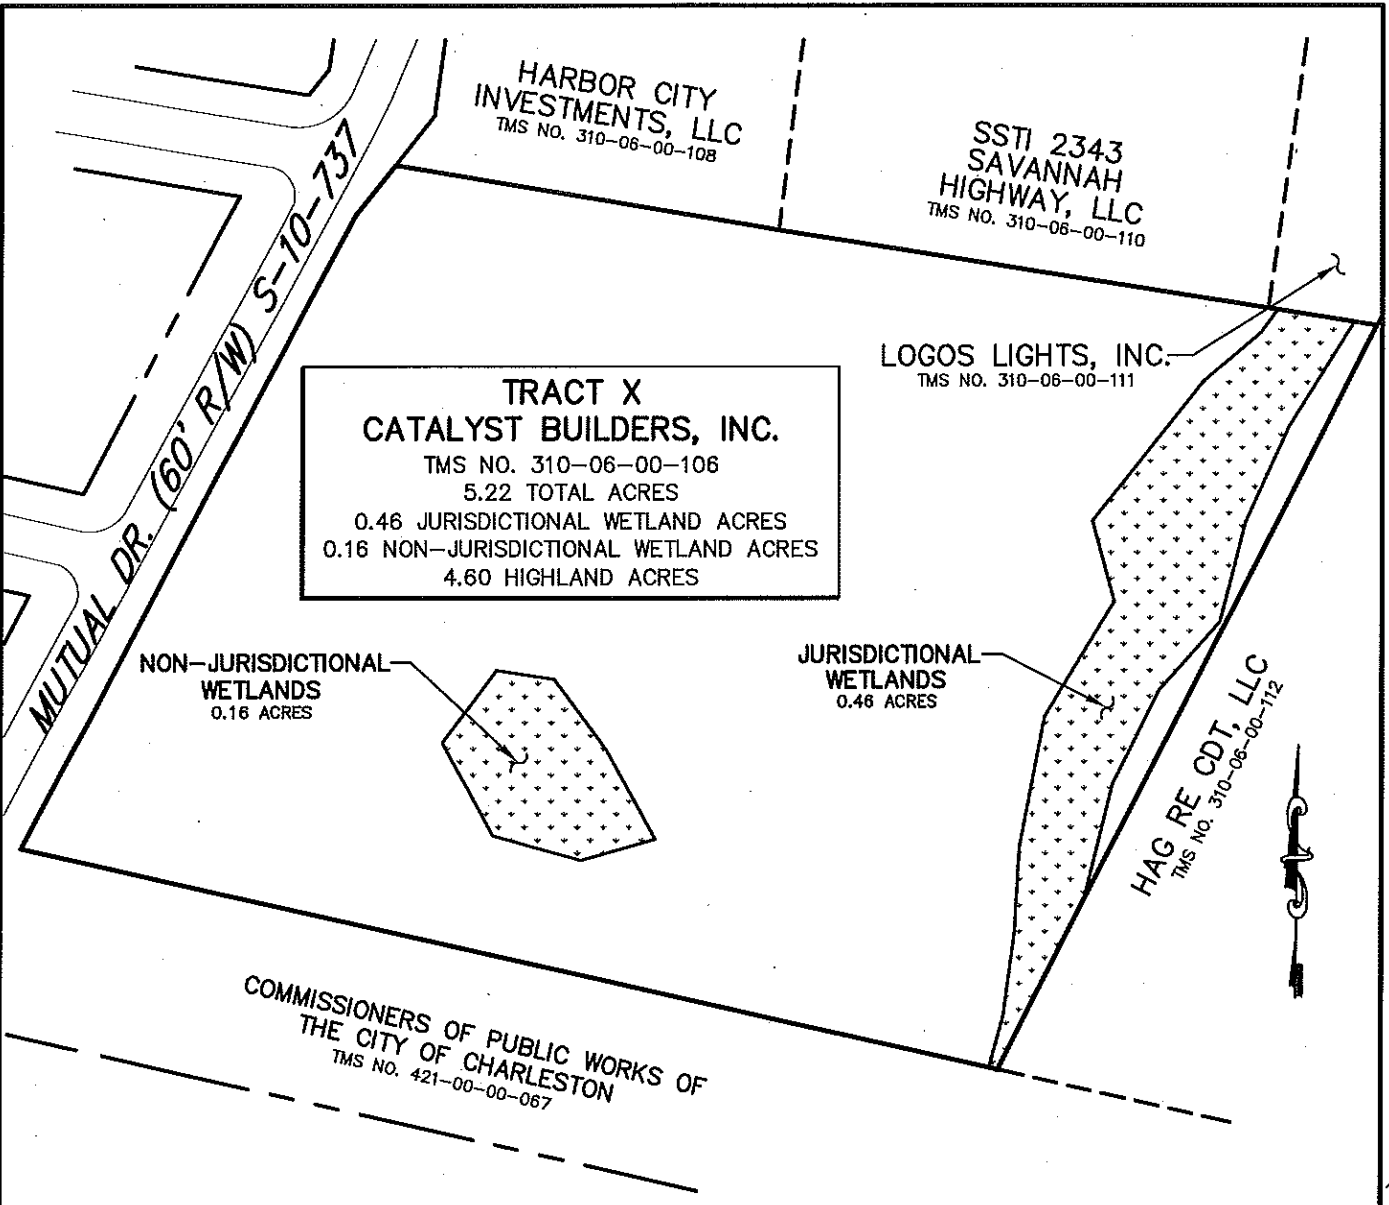 HARBOR CITY
INVESTMENTS, LLC
TMS NO. 310-06-00-108
SSTI 2343
SAVANNAH
HIGHWAY, LLC
TMS NO. 310-06-00-110
MUTUAL DR. (60' R/W) S-10-737
LOGOS LIGHTS, INC.
TMS NO. 310-06-00-111
TRACT X
CATALYST BUILDERS, INC.
TMS NO. 310-06-00-106
5.22 TOTAL ACRES
0.46 JURISDICTIONAL WETLAND ACRES
0.16 NON-JURISDICTIONAL WETLAND ACRES
4.60 HIGHLAND ACRES
NON-JURISDICTIONAL
WETLANDS
0.16 ACRES
JURISDICTIONAL
WETLANDS
0.46 ACRES
HAG RE CDT, LLC
TMS NO. 310-06-00-112
COMMISSIONERS OF PUBLIC WORKS OF
THE CITY OF CHARLESTON
TMS NO. 421-00-00-067